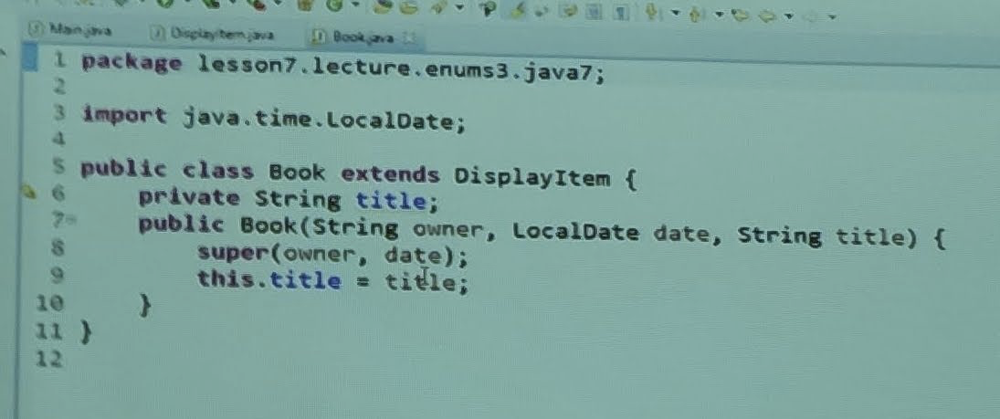 Main.java DisplayItem.java Book.java
1 package lesson7.lecture.enums3.java7;
2
3 import java.time.LocalDate;
4
5 public class Book extends DisplayItem {
6 private String title;
7 public Book(String owner, LocalDate date, String title) {
8 super(owner, date);
9 this.title = title;
10 }
11 }
12